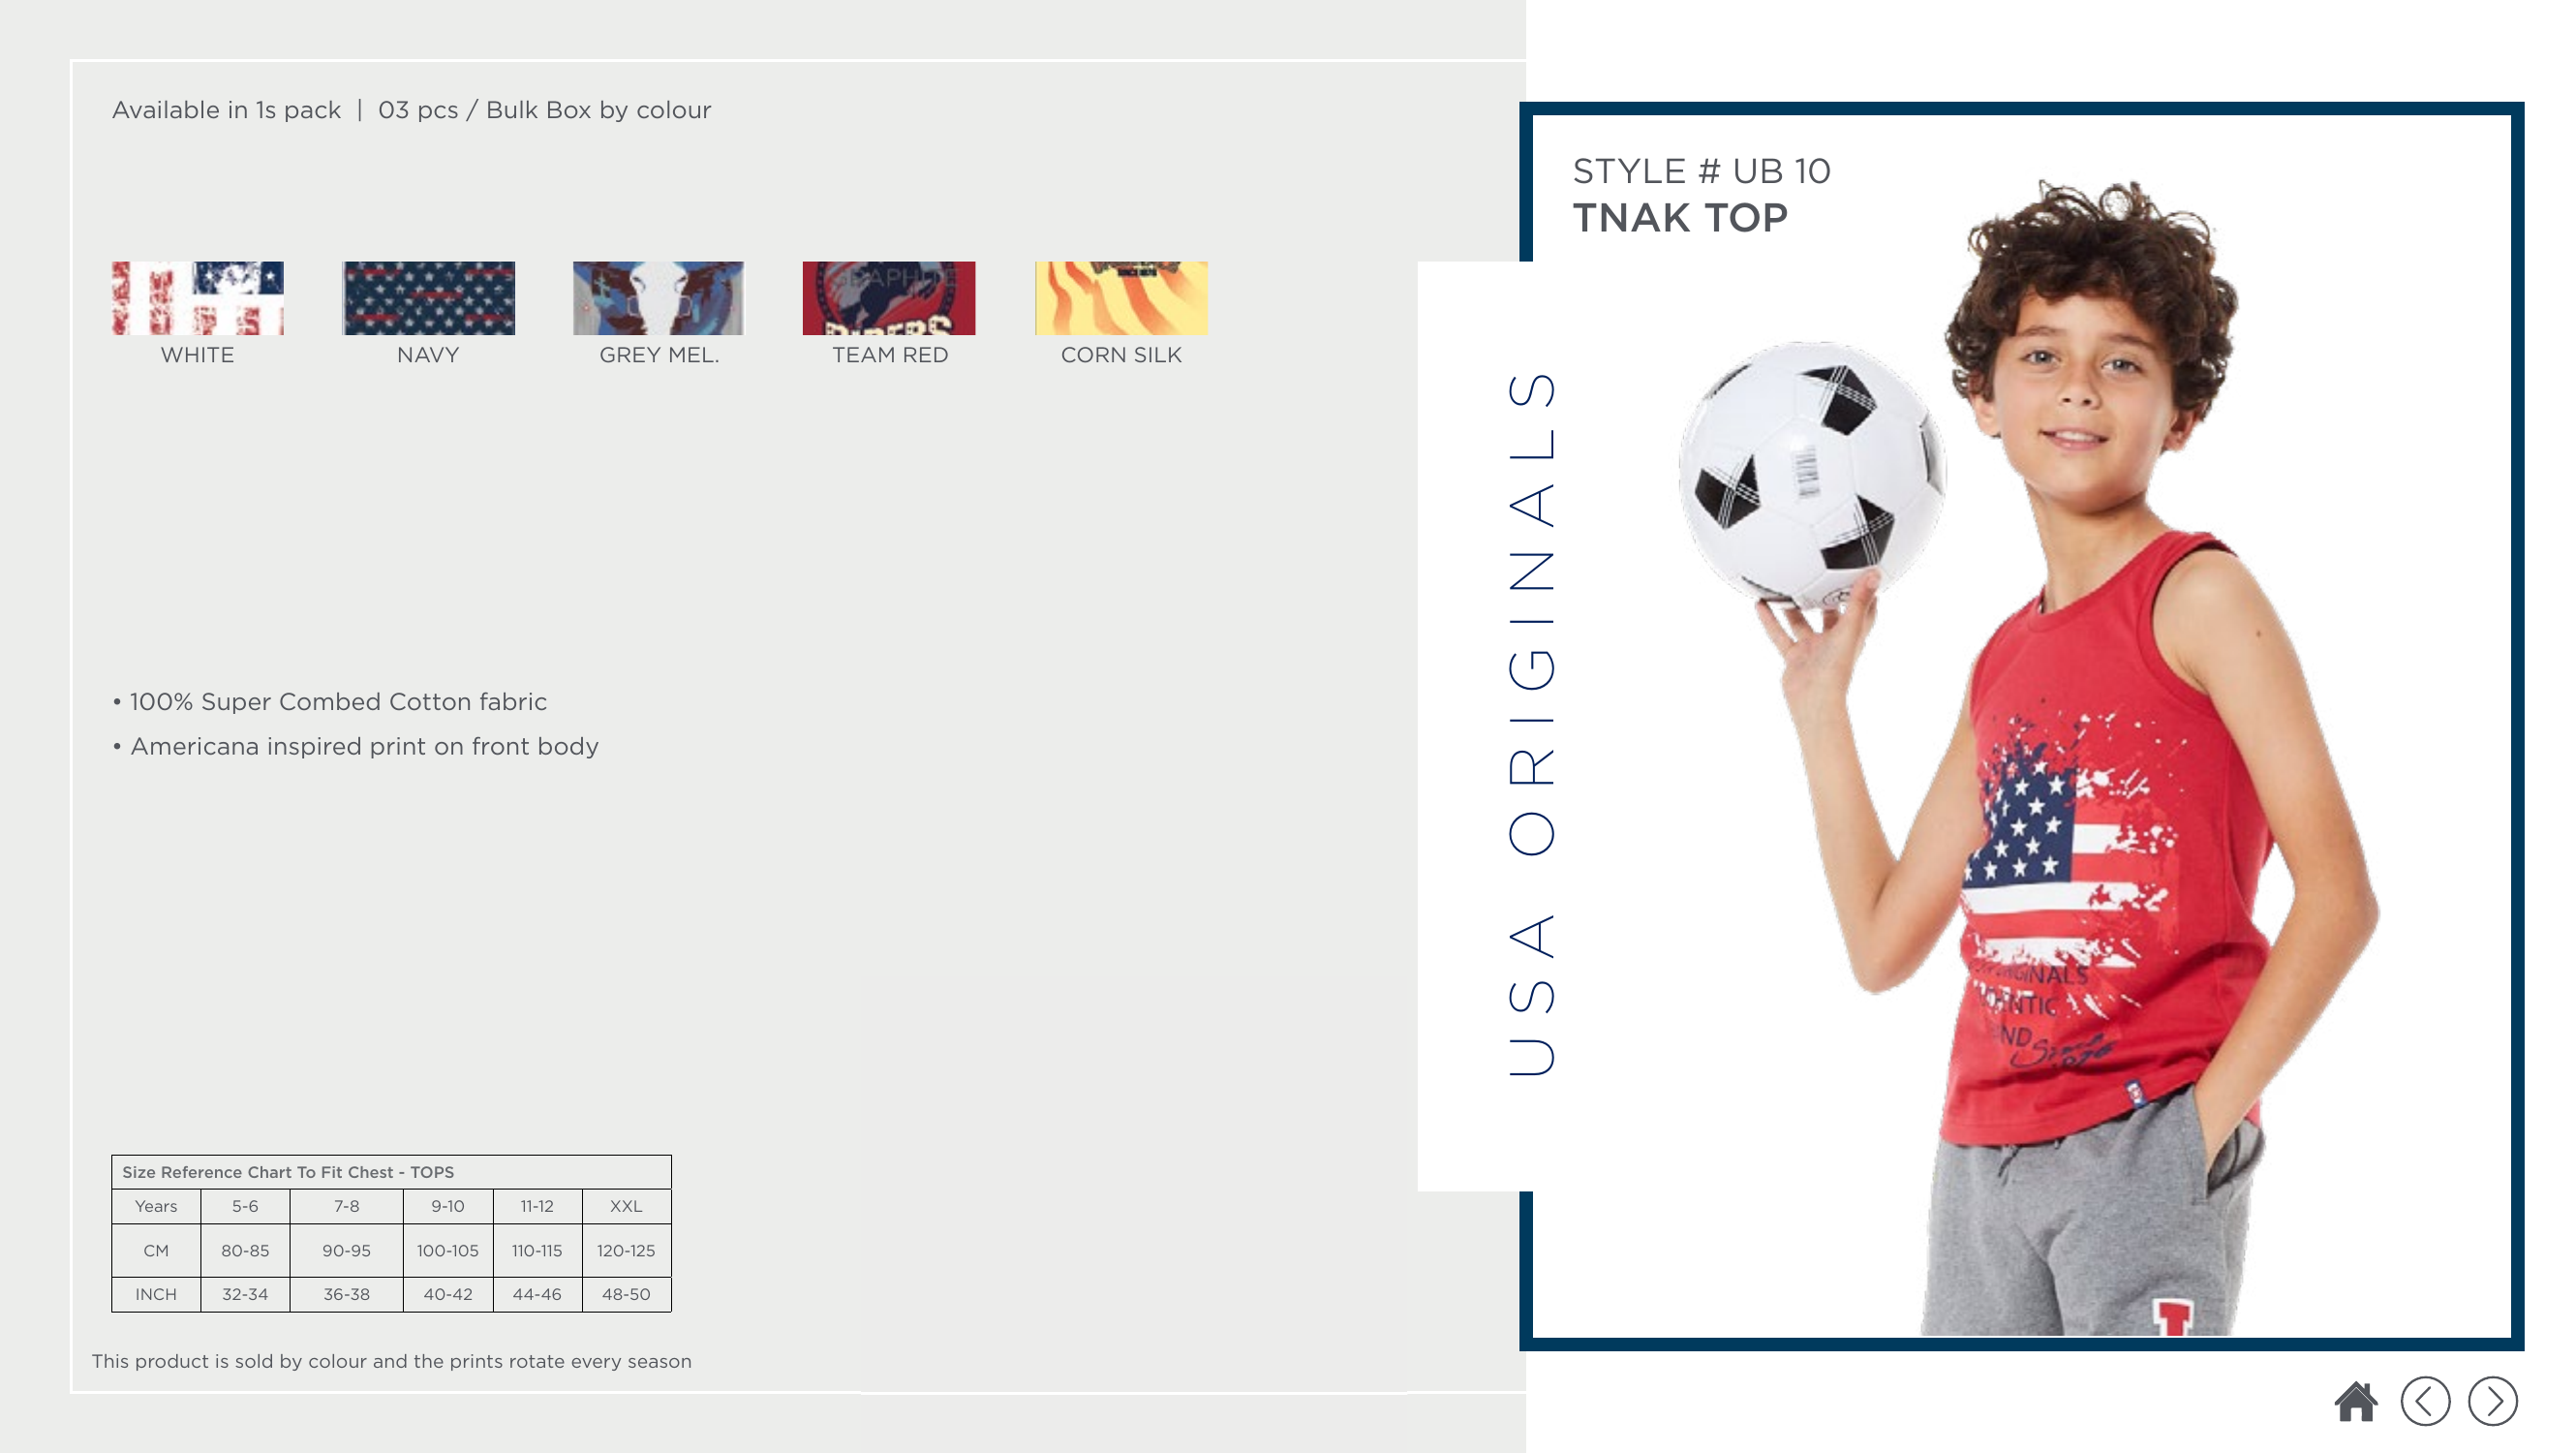 Available in 1s pack | 03 pcs / Bulk Box by colour
GRAPHITE
RIDERS
SINCE 1876
WHITE
NAVY
GREY MEL.
TEAM RED
CORN SILK
• 100% Super Combed Cotton fabric
• Americana inspired print on front body
Size Reference Chart To Fit Chest - TOPS
Years 5-6 7-8 9-10 11-12 XXL
CM 80-85 90-95 100-105 110-115 120-125
INCH 32-34 36-38 40-42 44-46 48-50
This product is sold by colour and the prints rotate every season
USA ORIGINALS
STYLE # UB 10
TNAK TOP